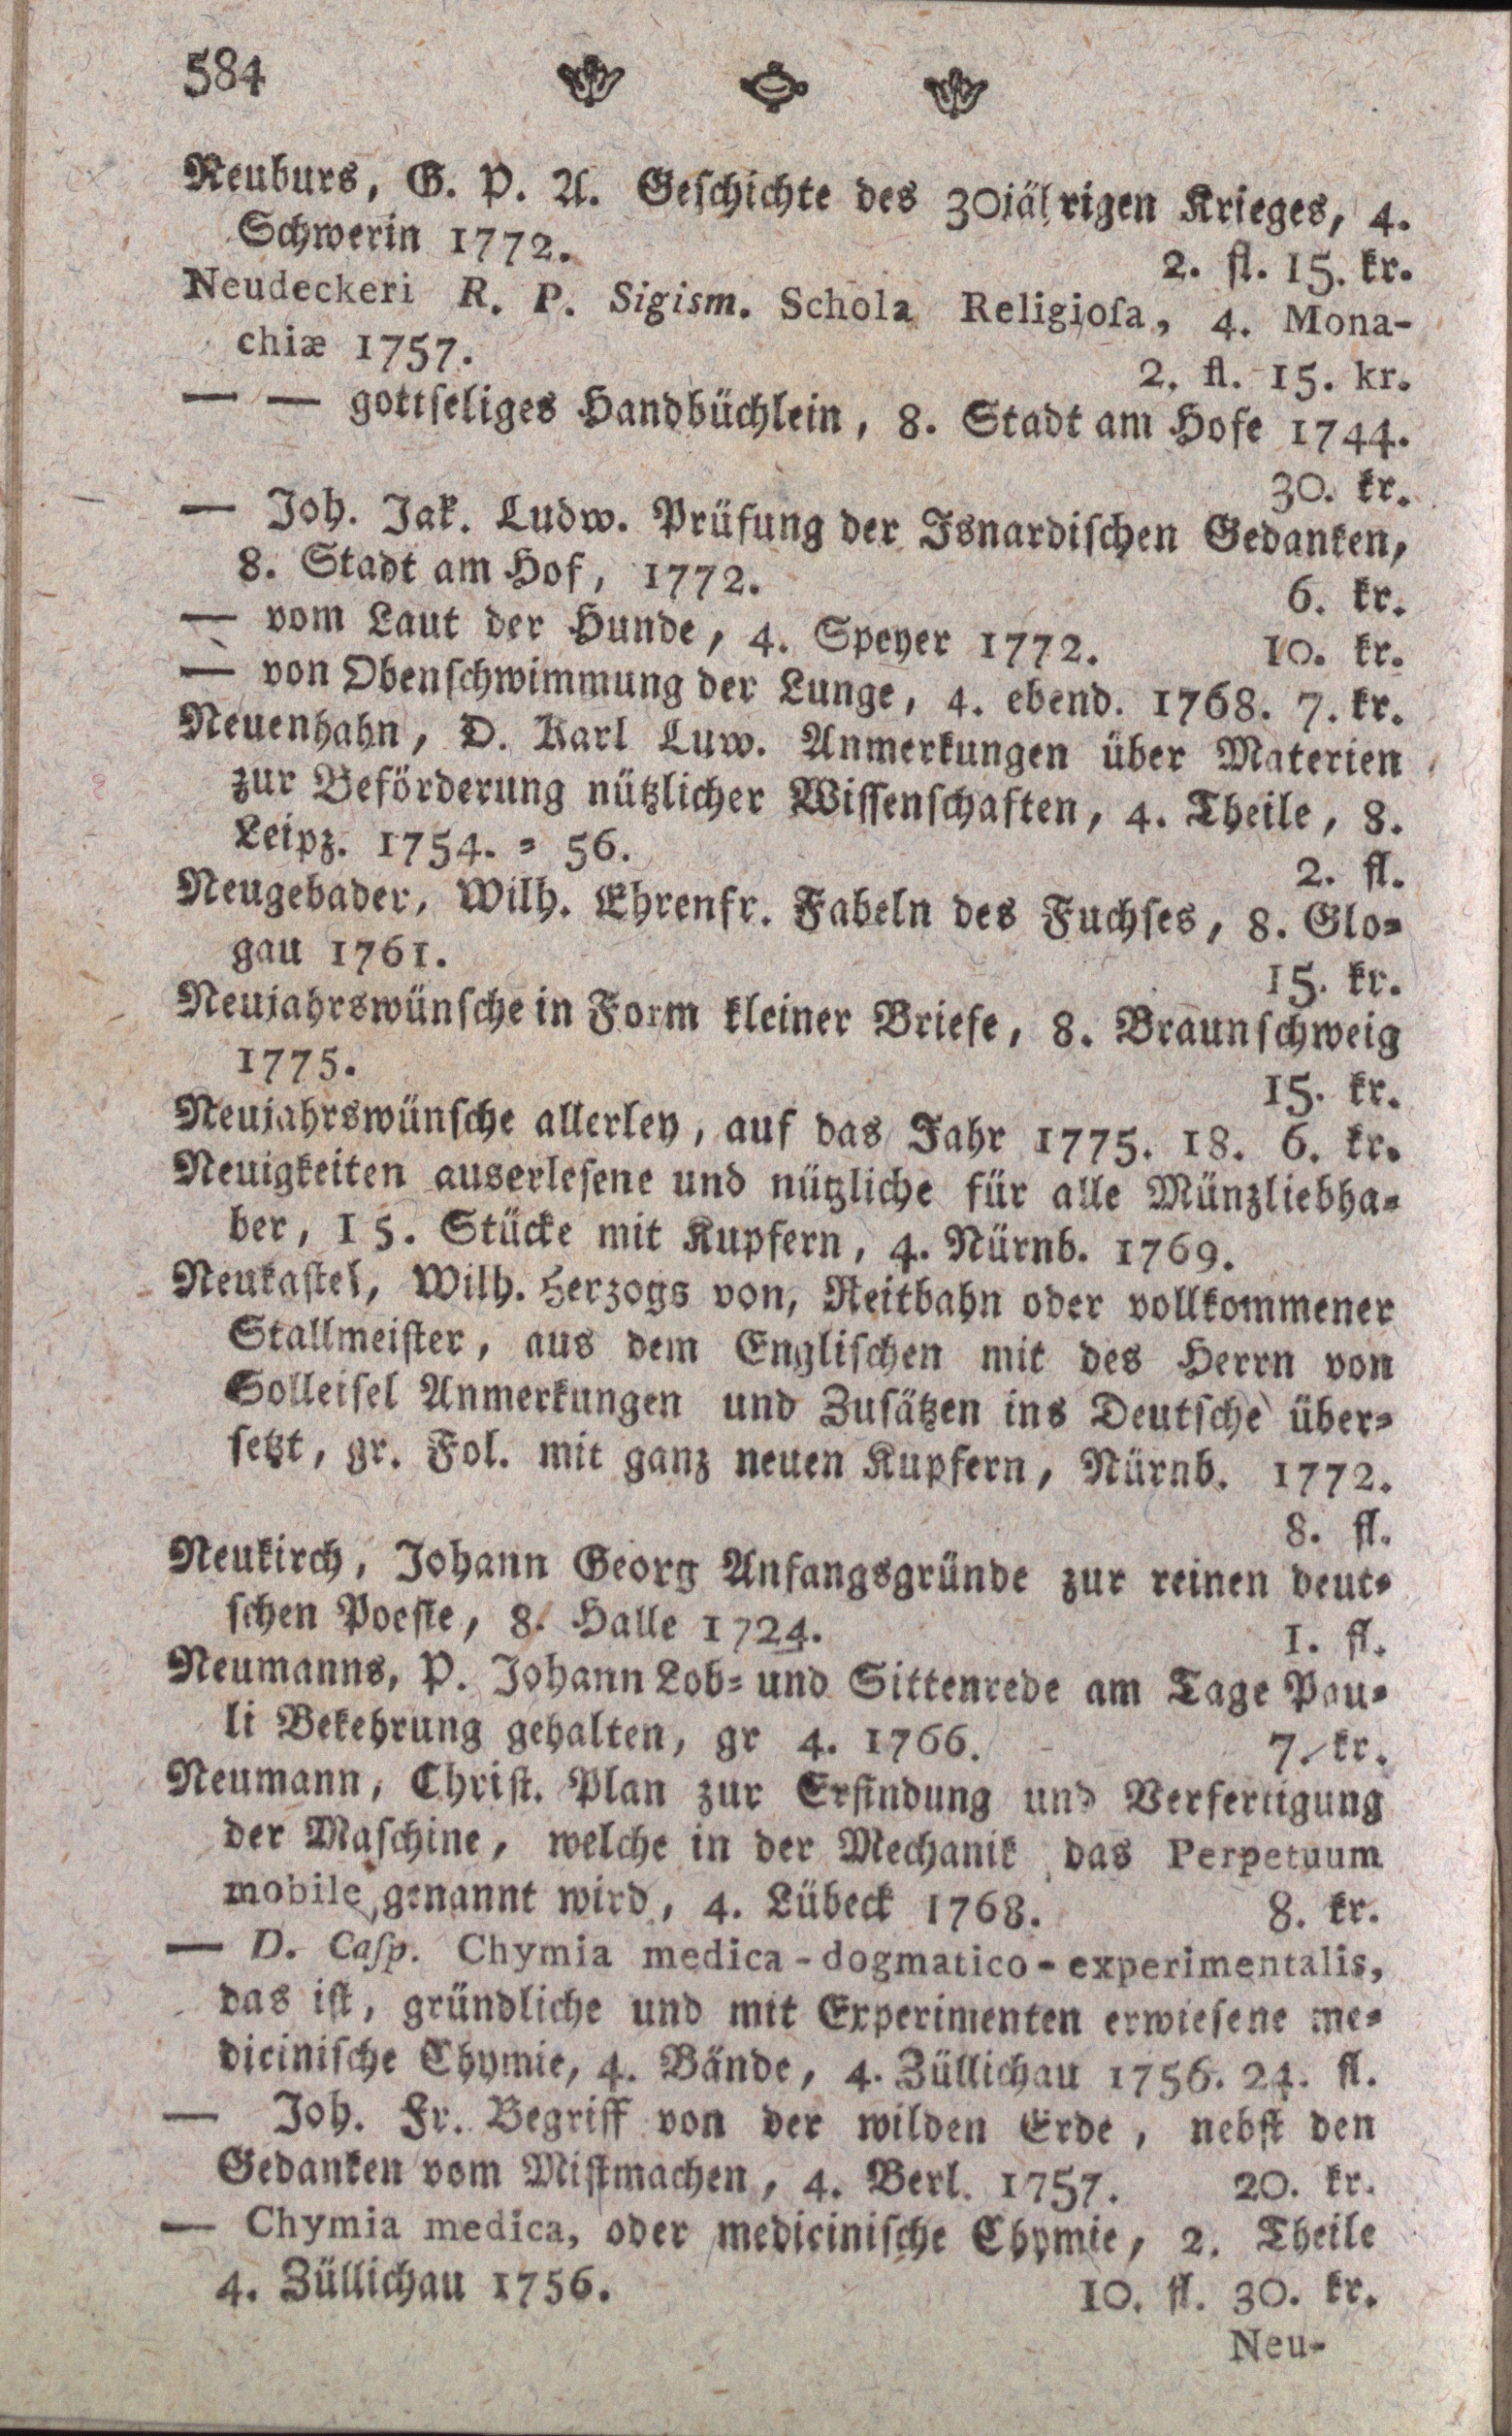 584
Neuburs, G. P. A. Geſchichte des 30jährigen Krieges, 4.
Schwerin 1772. 2. fl. 15. kr.
Neudeckeri R. P. Sigism. Schola Religioſa, 4. Mona-
chiæ 1757. 2. fl. 15. kr.
— — gottſeliges Handbüchlein, 8. Stadt am Hofe 1744.
30. kr.
— Joh. Jak. Ludw. Prüfung der Isnardiſchen Gedanken,
8. Stadt am Hof, 1772. 6. kr.
— vom Laut der Hunde, 4. Speyer 1772. 10. kr.
— von Obenſchwimmung der Lunge, 4. ebend. 1768. 7. kr.
Neuenhahn, D. Karl Luw. Anmerkungen über Materien
zur Beförderung nützlicher Wiſſenſchaften, 4. Theile, 8.
Leipz. 1754. = 56. 2. fl.
Neugebader, Wilh. Ehrenfr. Fabeln des Fuchſes, 8. Glo=
gau 1761. 15. kr.
Neujahrswünſche in Form kleiner Briefe, 8. Braunſchweig
1775. 15. kr.
Neujahrswünſche allerley, auf das Jahr 1775. 18. 6. kr.
Neuigkeiten auserleſene und nützliche für alle Münzliebha=
ber, 15. Stücke mit Kupfern, 4. Nürnb. 1769.
Neukaſtel, Wilh. Herzogs von, Reitbahn oder vollkommener
Stallmeiſter, aus dem Engliſchen mit des Herrn von
Solleiſel Anmerkungen und Zuſätzen ins Deutſche über=
ſetzt, gr. Fol. mit ganz neuen Kupfern, Nürnb. 1772.
8. fl.
Neukirch, Johann Georg Anfangsgründe zur reinen deut=
ſchen Poeſie, 8. Halle 1724. 1. fl.
Neumanns, P. Johann Lob= und Sittenrede am Tage Pau=
li Bekehrung gehalten, gr 4. 1766. 7. kr.
Neumann, Chriſt. Plan zur Erfindung und Verfertigung
der Maſchine, welche in der Mechanik das Perpetuum
mobile genannt wird, 4. Lübeck 1768. 8. kr.
— D. Caſp. Chymia medica-dogmatico-experimentalis,
das iſt, gründliche und mit Experimenten erwieſene me=
diciniſche Chymie, 4. Bände, 4. Züllichau 1756. 24. fl.
— Joh. Fr. Begriff von der wilden Erde, nebſt den
Gedanken vom Miſtmachen, 4. Berl. 1757. 20. kr.
— Chymia medica, oder mediciniſche Chymie, 2. Theile
4. Züllichau 1756. 10. fl. 30. kr.
Neu-